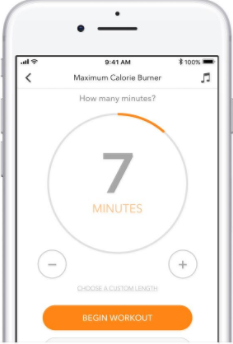 9:41 AM
100%
Maximum Calorie Burner
How many minutes?
7
MINUTES
CHOOSE A CUSTOM LENGTH
BEGIN WORKOUT